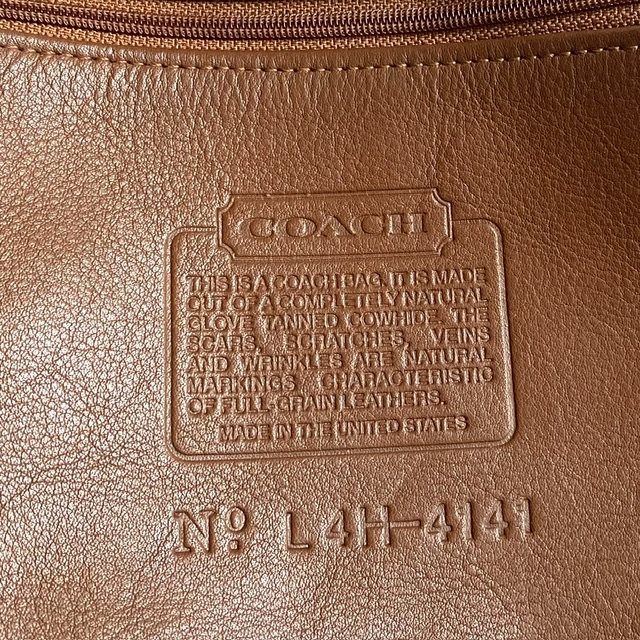 COACH
THIS IS A COACH BAG. IT IS MADE
OUT OF A COMPLETELY NATURAL
GLOVE TANNED COWHIDE. THE
SCARS, SCRATCHES, VEINS
AND WRINKLES ARE NATURAL
MARKINGS CHARACTERISTIC
OF FULL-GRAIN LEATHERS.
MADE IN THE UNITED STATES
No L4H-4141